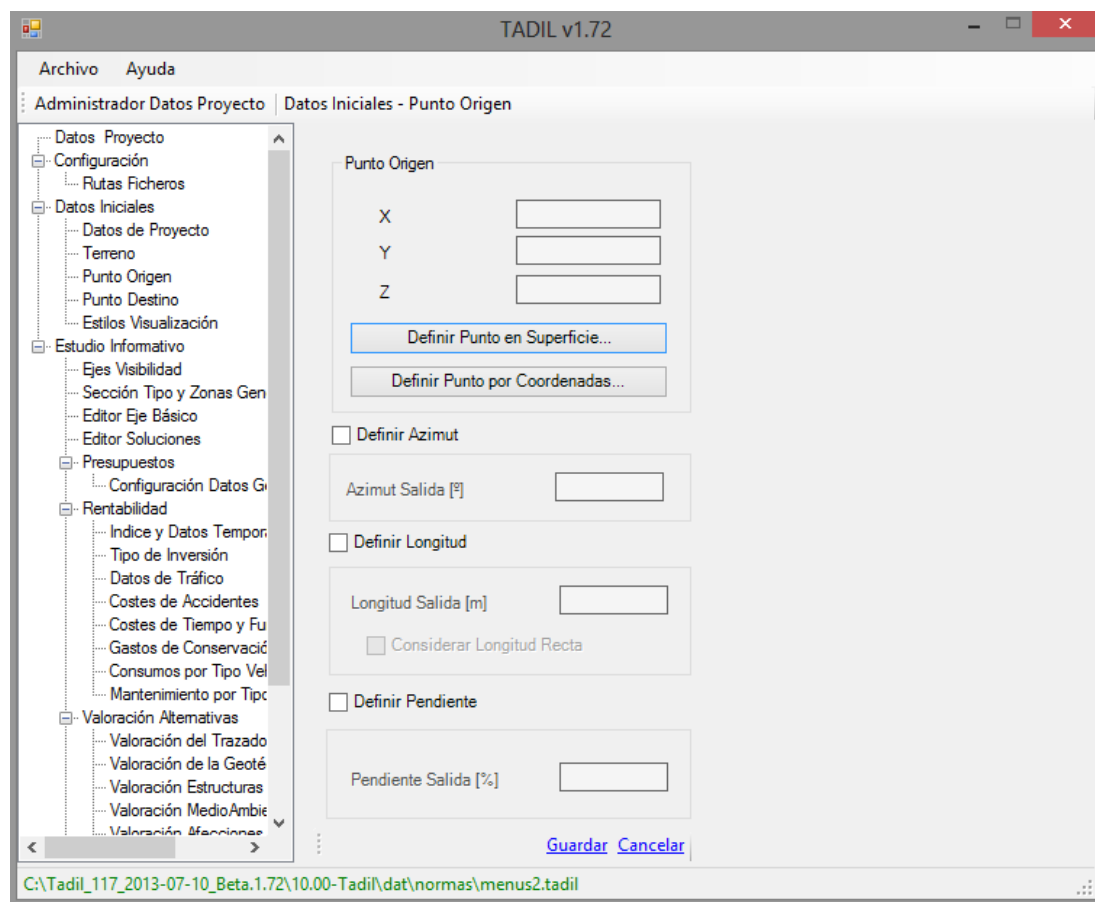 TADIL v1.72
Archivo Ayuda
Administrador Datos Proyecto Datos Iniciales - Punto Origen
Datos Proyecto
Configuración
Rutas Ficheros
Datos Iniciales
Datos de Proyecto
Terreno
Punto Origen
Punto Destino
Estilos Visualización
Estudio Informativo
Ejes Visibilidad
Sección Tipo y Zonas Gen
Editor Eje Básico
Editor Soluciones
Presupuestos
Configuración Datos G
Rentabilidad
Indice y Datos Tempor
Tipo de Inversión
Datos de Tráfico
Costes de Accidentes
Costes de Tiempo y Fu
Gastos de Conservació
Consumos por Tipo Vel
Mantenimiento por Tipo
Valoración Alternativas
Valoración del Trazado
Valoración de la Geoté
Valoración Estructuras
Valoración MedioAmbie
Valoración Afecciones
Punto Origen
X
Y
Z
Definir Punto en Superficie...
Definir Punto por Coordenadas...
Definir Azimut
Azimut Salida [º]
Definir Longitud
Longitud Salida [m]
Considerar Longitud Recta
Definir Pendiente
Pendiente Salida [%]
Guardar Cancelar
C:\Tadil_117_2013-07-10_Beta.1.72\10.00-Tadil\dat\normas\menus2.tadil